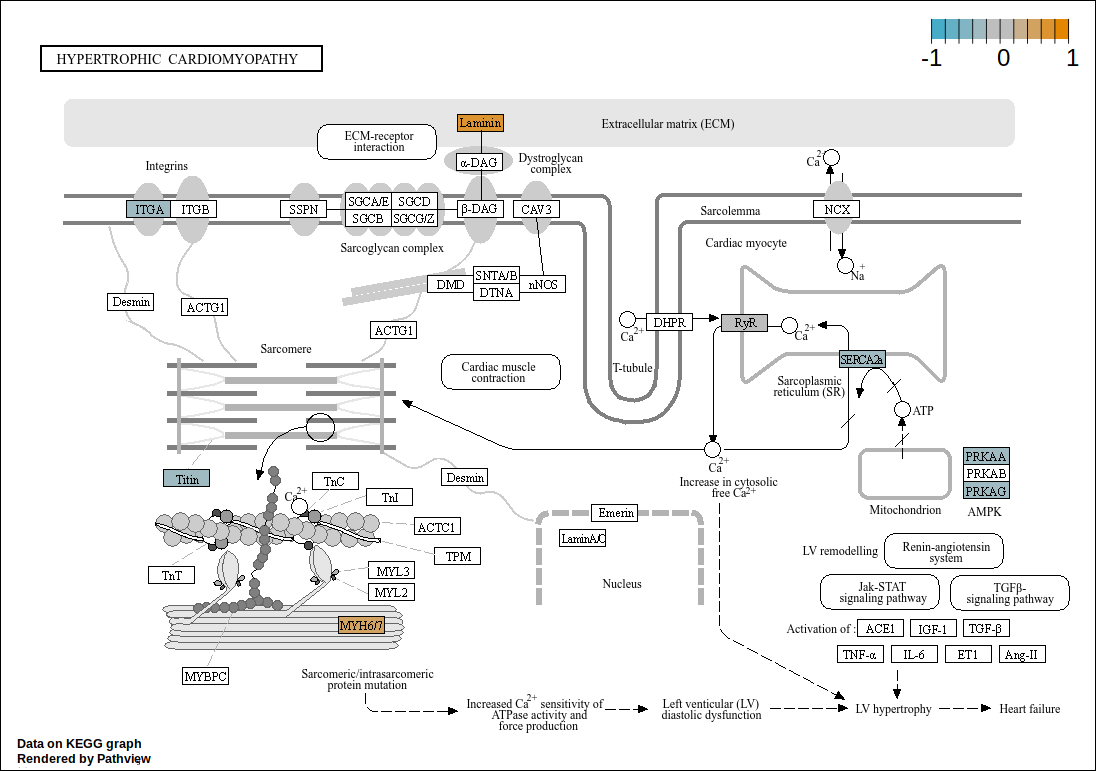 -1 0 1
HYPERTROPHIC CARDIOMYOPATHY
Laminin
Extracellular matrix (ECM)
ECM-receptor
interaction
α-DAG
Dystroglycan
complex
Integrins
Ca2+
ITGA
ITGB
SSPN
SGCA/E
SGCD
SGCB
SGCG/Z
β-DAG
CAV3
Sarcolemma
NCX
Sarcoglycan complex
Cardiac myocyte
Na+
DMD
SNTA/B
DTNA
nNOS
Desmin
ACTG1
ACTG1
Ca2+
DHPR
RyR
Ca2+
Sarcomere
SERCA2a
T-tubule
Cardiac muscle
contraction
Sarcoplasmic
reticulum (SR)
ATP
Titin
Desmin
Ca2+
Increase in cytosolic
free Ca2+
PRKAA
PRKAB
PRKAG
AMPK
Mitochondrion
Ca2+
TnC
TnI
ACTC1
TPM
TnT
MYL3
MYL2
MYH6/7
MYBPC
Emerin
LaminA/C
Nucleus
LV remodelling
Renin-angiotensin
system
Jak-STAT
signaling pathway
TGFβ-
signaling pathway
Activation of :
ACE1
IGF-1
TGF-β
TNF-α
IL-6
ET1
Ang-II
Sarcomeric/intrasarcomeric
protein mutation
Increased Ca2+ sensitivity of
ATPase activity and
force production
Left venticular (LV)
diastolic dysfunction
LV hypertrophy
Heart failure
Data on KEGG graph
Rendered by Pathview